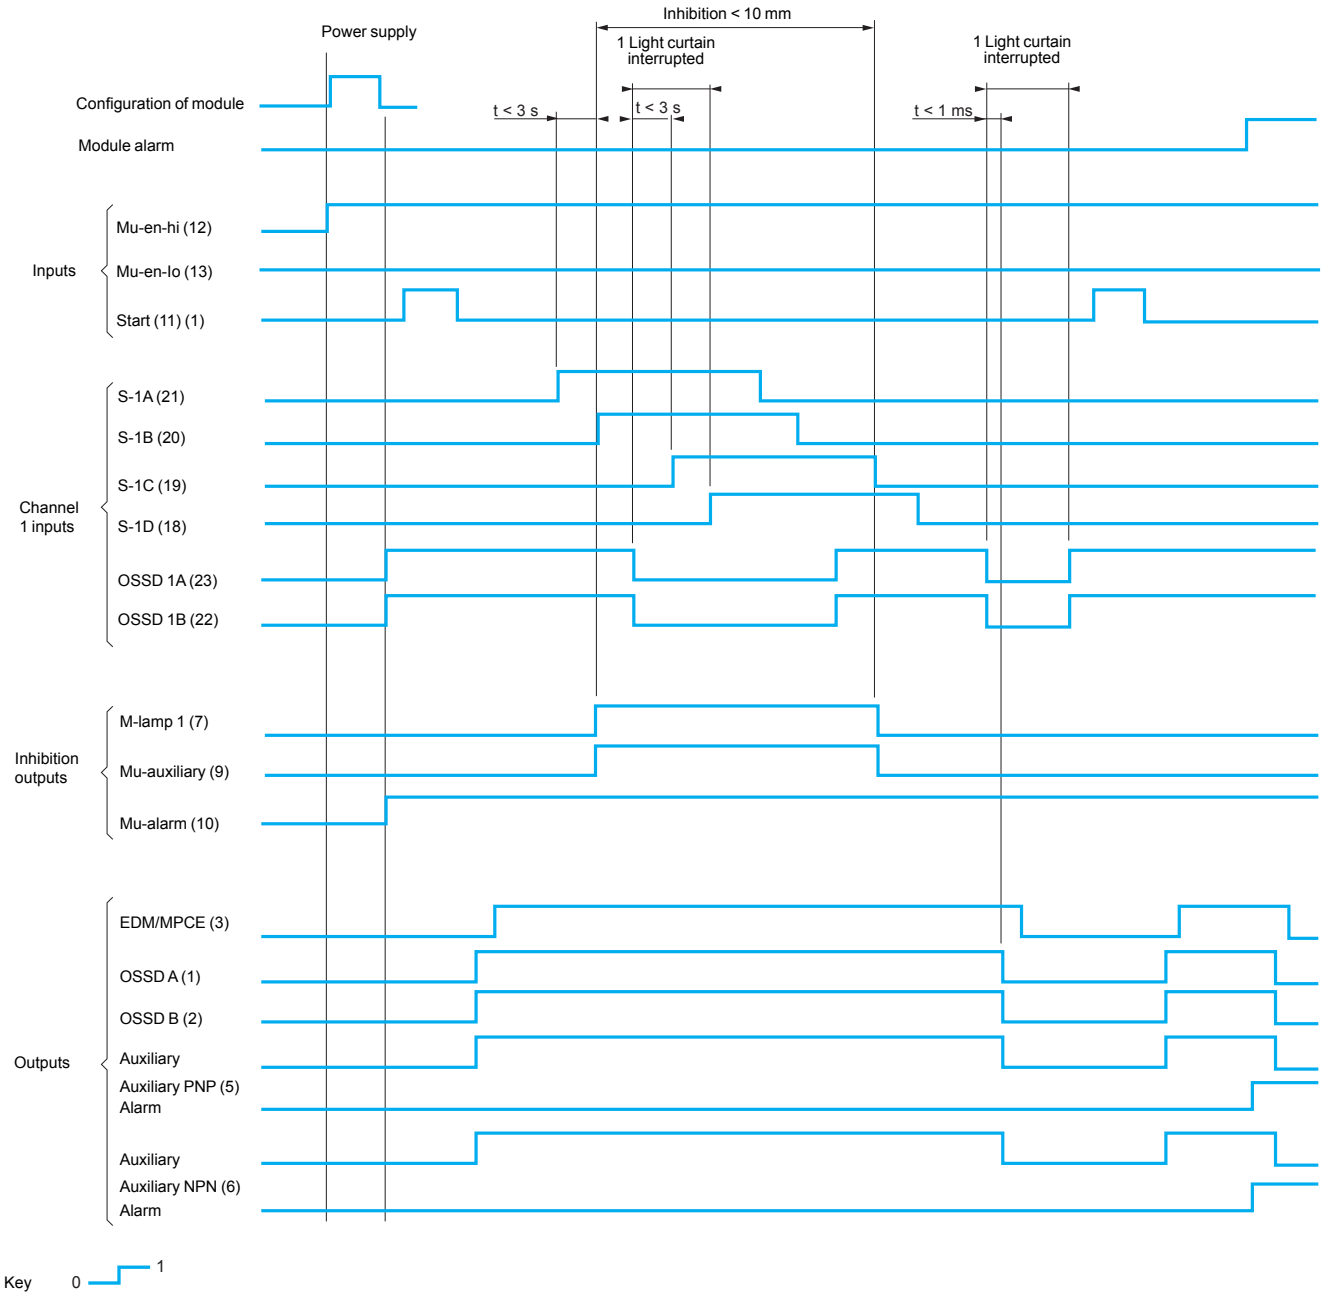 Inhibition < 10 mm
Power supply
1 Light curtain
interrupted
1 Light curtain
interrupted
Configuration of module
t < 3 s
t < 3 s
t < 1 ms
Module alarm
Inputs
Mu-en-hi (12)
Mu-en-lo (13)
Start (11) (1)
Channel
1 inputs
S-1A (21)
S-1B (20)
S-1C (19)
S-1D (18)
OSSD 1A (23)
OSSD 1B (22)
Inhibition
outputs
M-lamp 1 (7)
Mu-auxiliary (9)
Mu-alarm (10)
Outputs
EDM/MPCE (3)
OSSD A (1)
OSSD B (2)
Auxiliary
Auxiliary PNP (5)
Alarm
Auxiliary
Auxiliary NPN (6)
Alarm
Key 0 1